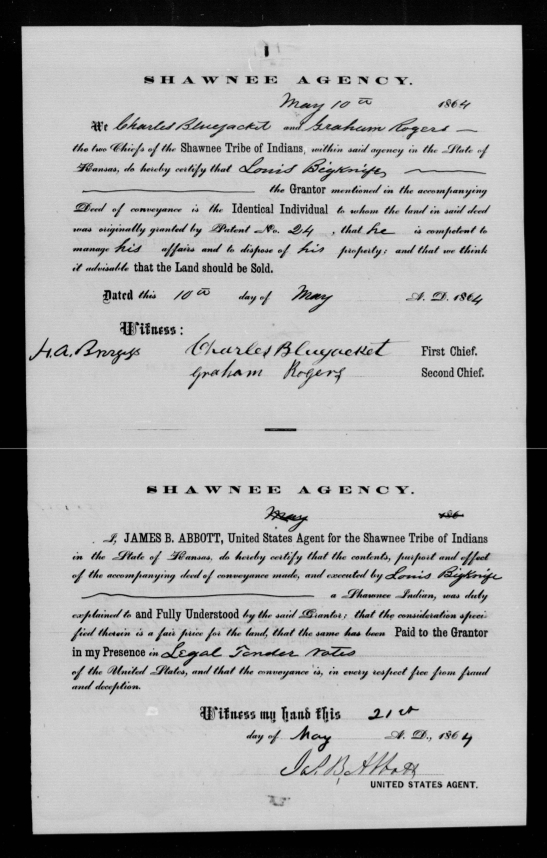 1
SHAWNEE AGENCY.
May 10th 1864
We Charles Bluejacket and Graham Rogers
the two Chiefs of the Shawnee Tribe of Indians, within said agency in the State of
Kansas, do hereby certify that Louis Bigknife
the Grantor mentioned in the accompanying
Deed of conveyance is the Identical Individual to whom the land in said deed
was originally granted by Patent No. 24, that he is competent to
manage his affairs and to dispose of his property; and that we think
it advisable that the Land should be Sold.
Dated this 10th day of May A. D. 1864
Witness:
H. A. Charles Bluejacket First Chief.
Graham Rogers Second Chief.
SHAWNEE AGENCY.
May 186
I, JAMES B. ABBOTT, United States Agent for the Shawnee Tribe of Indians
in the State of Kansas, do hereby certify that the contents, purport and effect
of the accompanying deed of conveyance made, and executed by Louis Bigknife
a Shawnee Indian, was duly
explained to and Fully Understood by the said Grantor; that the consideration speci-
fied therein is a fair price for the land, that the same has been Paid to the Grantor
in my Presence in Legal Tender notes
of the United States, and that the conveyance is, in every respect free from fraud
and deception.
Witness my hand this 21st
day of May A. D., 1864
Jas. B. Abbott
UNITED STATES AGENT.